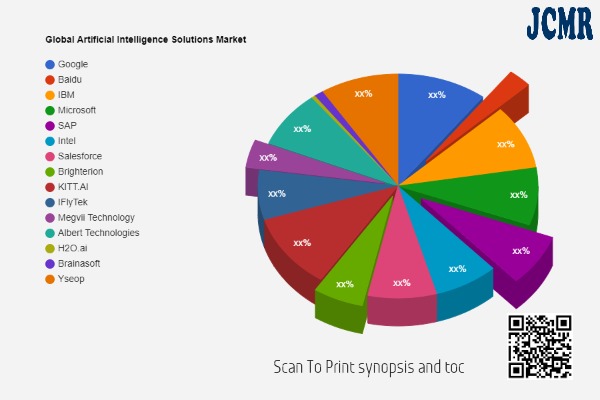 JCMR
Global Artificial Intelligence Solutions Market
Google
Baidu
IBM
Microsoft
SAP
Intel
Salesforce
Brighterion
KITT.AI
IFlyTek
Megvii Technology
Albert Technologies
H2O.ai
Brainasoft
Yseop
xx%
xx%
xx%
xx%
xx%
xx%
xx%
xx%
xx%
xx%
xx%
xx%
Scan To Print synopsis and toc